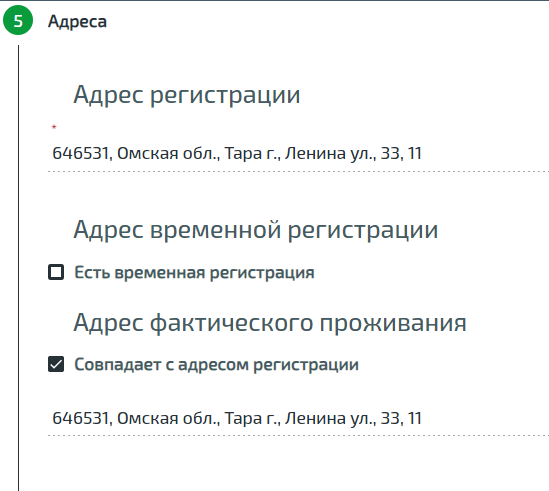 5 Адреса
Адрес регистрации
*
646531, Омская обл., Тара г., Ленина ул., 33, 11
Адрес временной регистрации
Есть временная регистрация
Адрес фактического проживания
Совпадает с адресом регистрации
646531, Омская обл., Тара г., Ленина ул., 33, 11